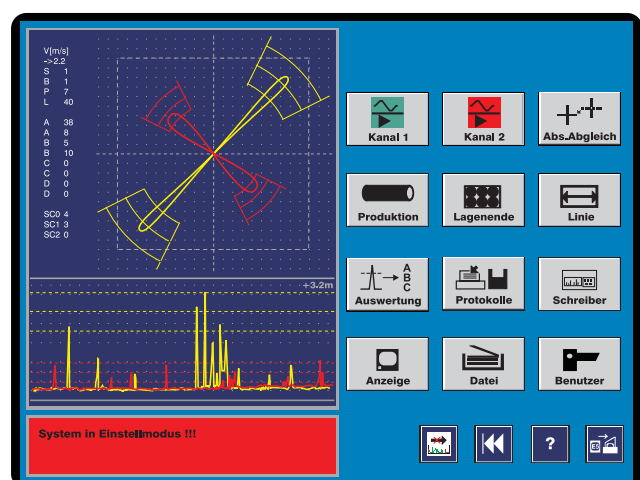 V[m/s]
->2.2
S 1
B 1
P 7
L 40
A 38
A 8
B 5
B 10
C 0
C 0
D 0
D 0
SC0 4
SC1 3
SC2 0
+3.2m
System in Einstellmodus !!!
Kanal 1
Kanal 2
Abs.Abgleich
Produktion
Lagenende
Linie
A
B
C
Auswertung
Protokolle
Schreiber
Anzeige
Datei
Benutzer
?